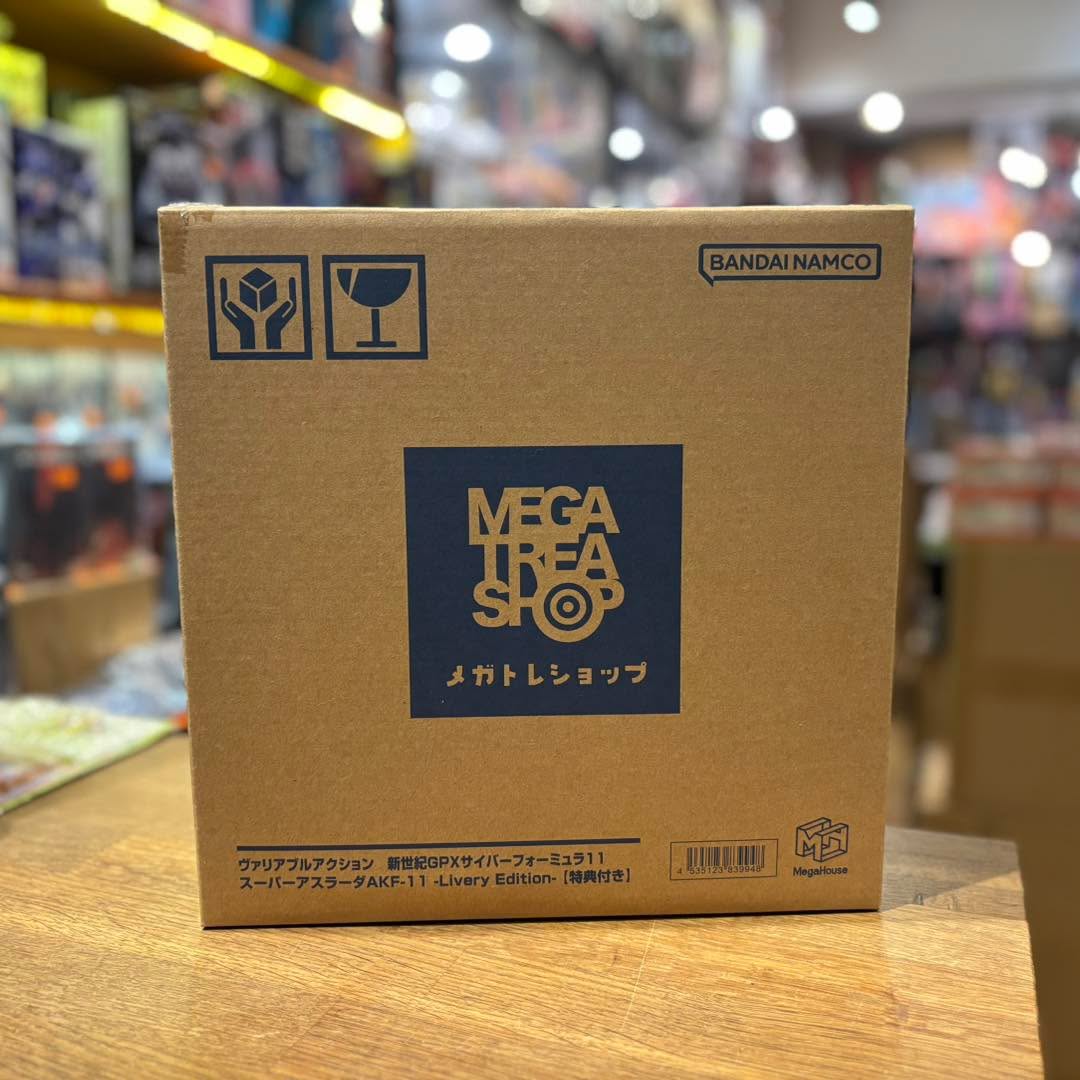 BANDAI NAMCO
MEGA
TREA
SHOP
メガトレショップ
ヴァリアブルアクション 新世紀GPXサイバーフォーミュラ11
スーパーアスラーダAKF-11 -Livery Edition-【特典付き】
4 535123 839948
MegaHouse